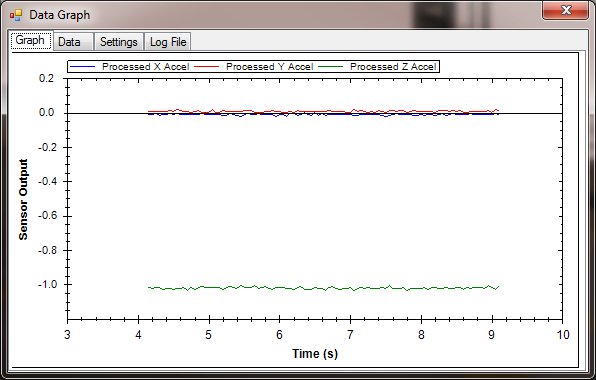 Data Graph
Graph Data Settings Log File
Processed X Accel Processed Y Accel Processed Z Accel
0.2
0.0
-0.2
-0.4
-0.6
-0.8
-1.0
Sensor Output
3 4 5 6 7 8 9 10
Time (s)